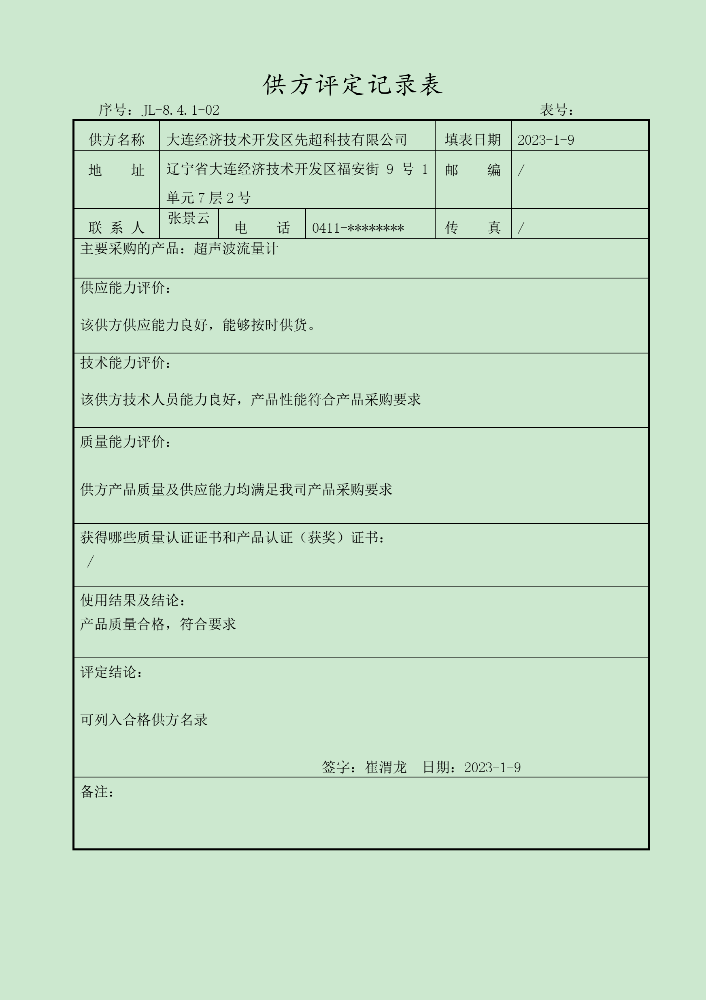 供方评定记录表
序号：JL-8.4.1-02 表号：
供方名称 大连经济技术开发区先超科技有限公司 填表日期 2023-1-9
地 址 辽宁省大连经济技术开发区福安街 9 号 1 邮 编 /
单元 7 层 2 号
联 系 人 张景云 电 话 0411-******** 传 真 /
主要采购的产品：超声波流量计
供应能力评价：
该供方供应能力良好，能够按时供货。
技术能力评价：
该供方技术人员能力良好，产品性能符合产品采购要求
质量能力评价：
供方产品质量及供应能力均满足我司产品采购要求
获得哪些质量认证证书和产品认证（获奖）证书：
/
使用结果及结论：
产品质量合格，符合要求
评定结论：
可列入合格供方名录
签字：崔渭龙 日期：2023-1-9
备注：